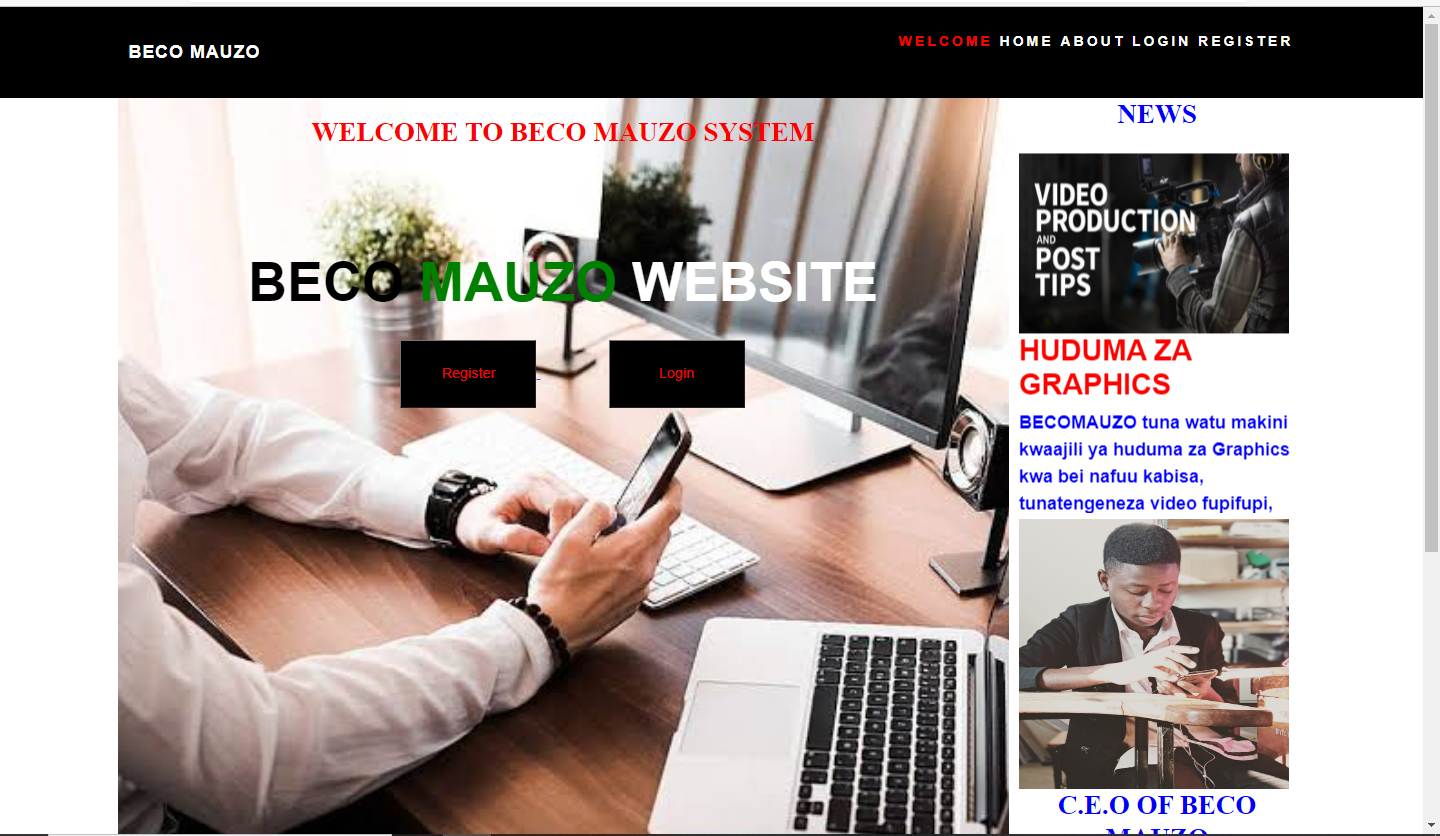 BECO MAUZO
WELCOME HOME ABOUT LOGIN REGISTER
WELCOME TO BECO MAUZO SYSTEM
BECO MAUZO WEBSITE
Register
Login
NEWS
VIDEO
PRODUCTION
AND
POST
TIPS
HUDUMA ZA
GRAPHICS
BECOMAUZO tuna watu makini
kwaajili ya huduma za Graphics
kwa bei nafuu kabisa,
tunatengeneza video fupifupi,
C.E.O OF BECO
MAUZO